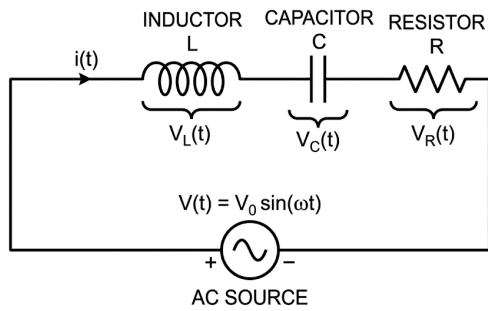 INDUCTOR
L
CAPACITOR
C
RESISTOR
R
i(t)
V_L(t)
V_C(t)
V_R(t)
V(t) = V_0 sin(ωt)
+ −
AC SOURCE